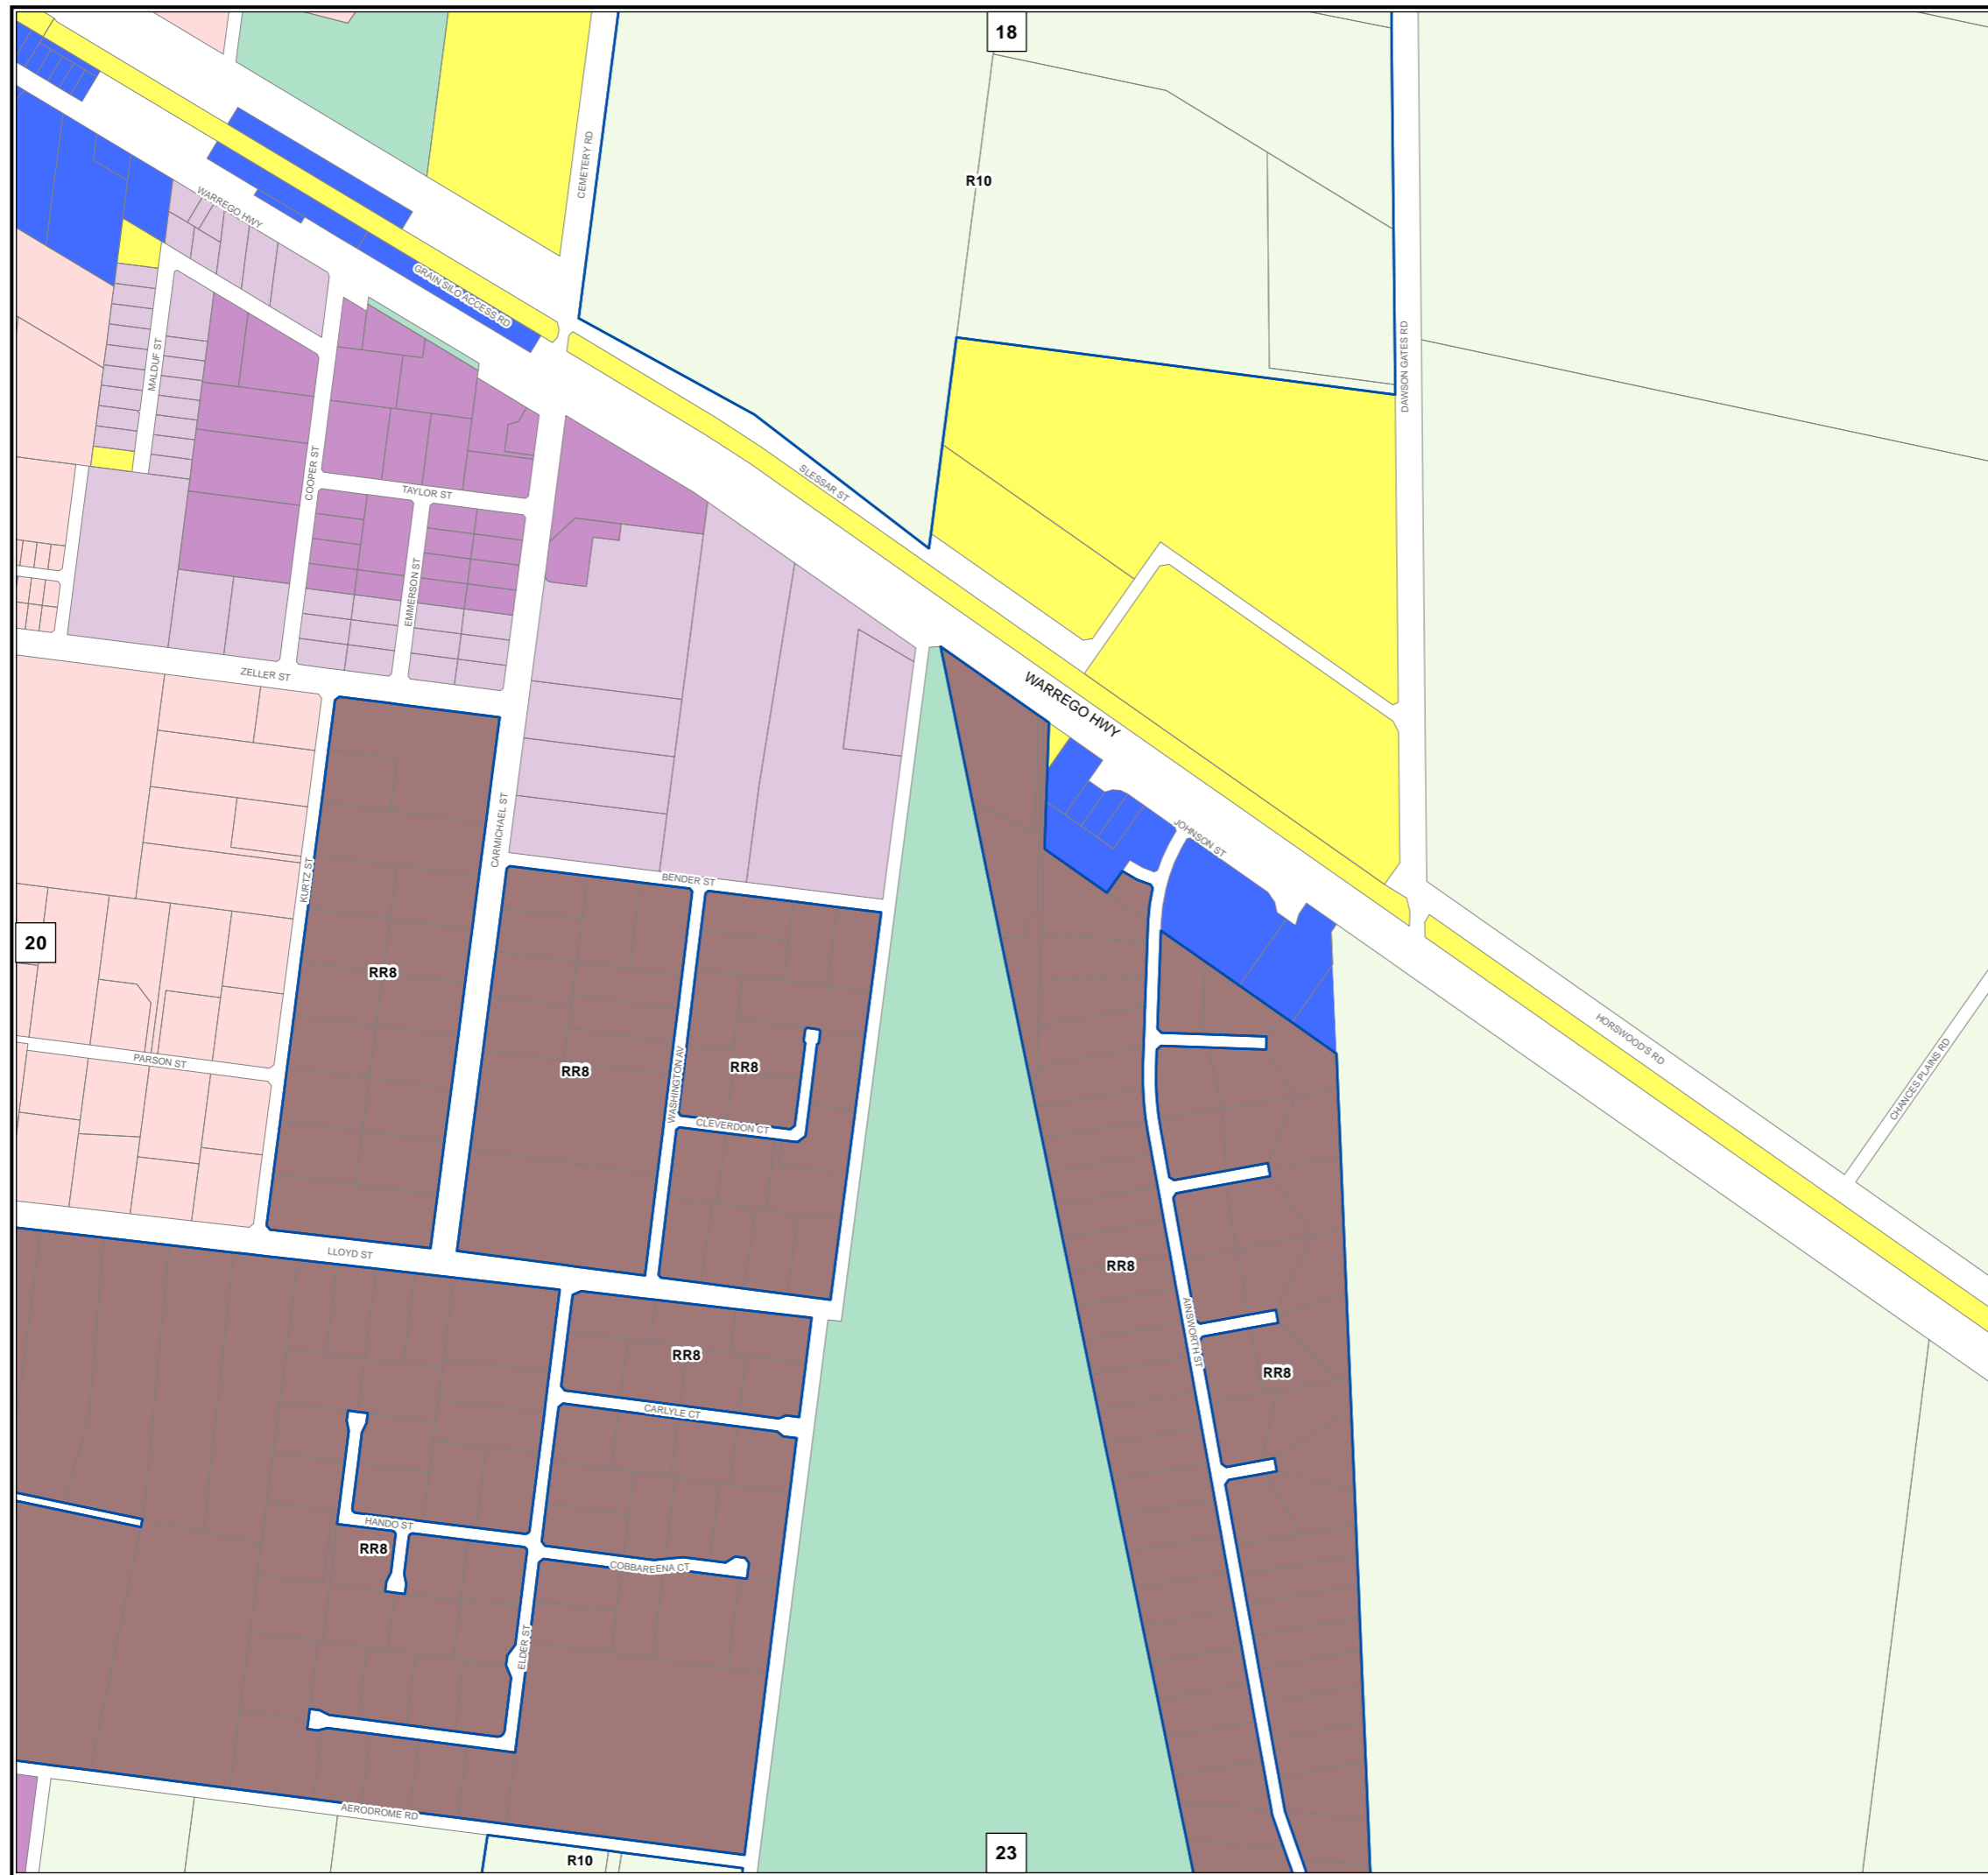 18
CEMETERY RD
R10
WARREGO HWY
GRAIN SILO ACCESS RD
DAWSON GATES RD
MALDUF ST
COOPER ST
TAYLOR ST
SLESSAR ST
EMMERSON ST
ZELLER ST
WARREGO HWY
CARMICHAEL ST
JOHNSON ST
KURTZ ST
BENDER ST
20
RR8
HORSWOOD'S RD
PARSON ST
RR8
RR8
WASHINGTON AV
CHANCES PLAINS RD
CLEVERDON CT
LLOYD ST
RR8
AINSWORTH ST
RR8
RR8
CARLYLE CT
HANDO ST
RR8
COBBAREENA CT
ELDER ST
AERODROME RD
R10
23